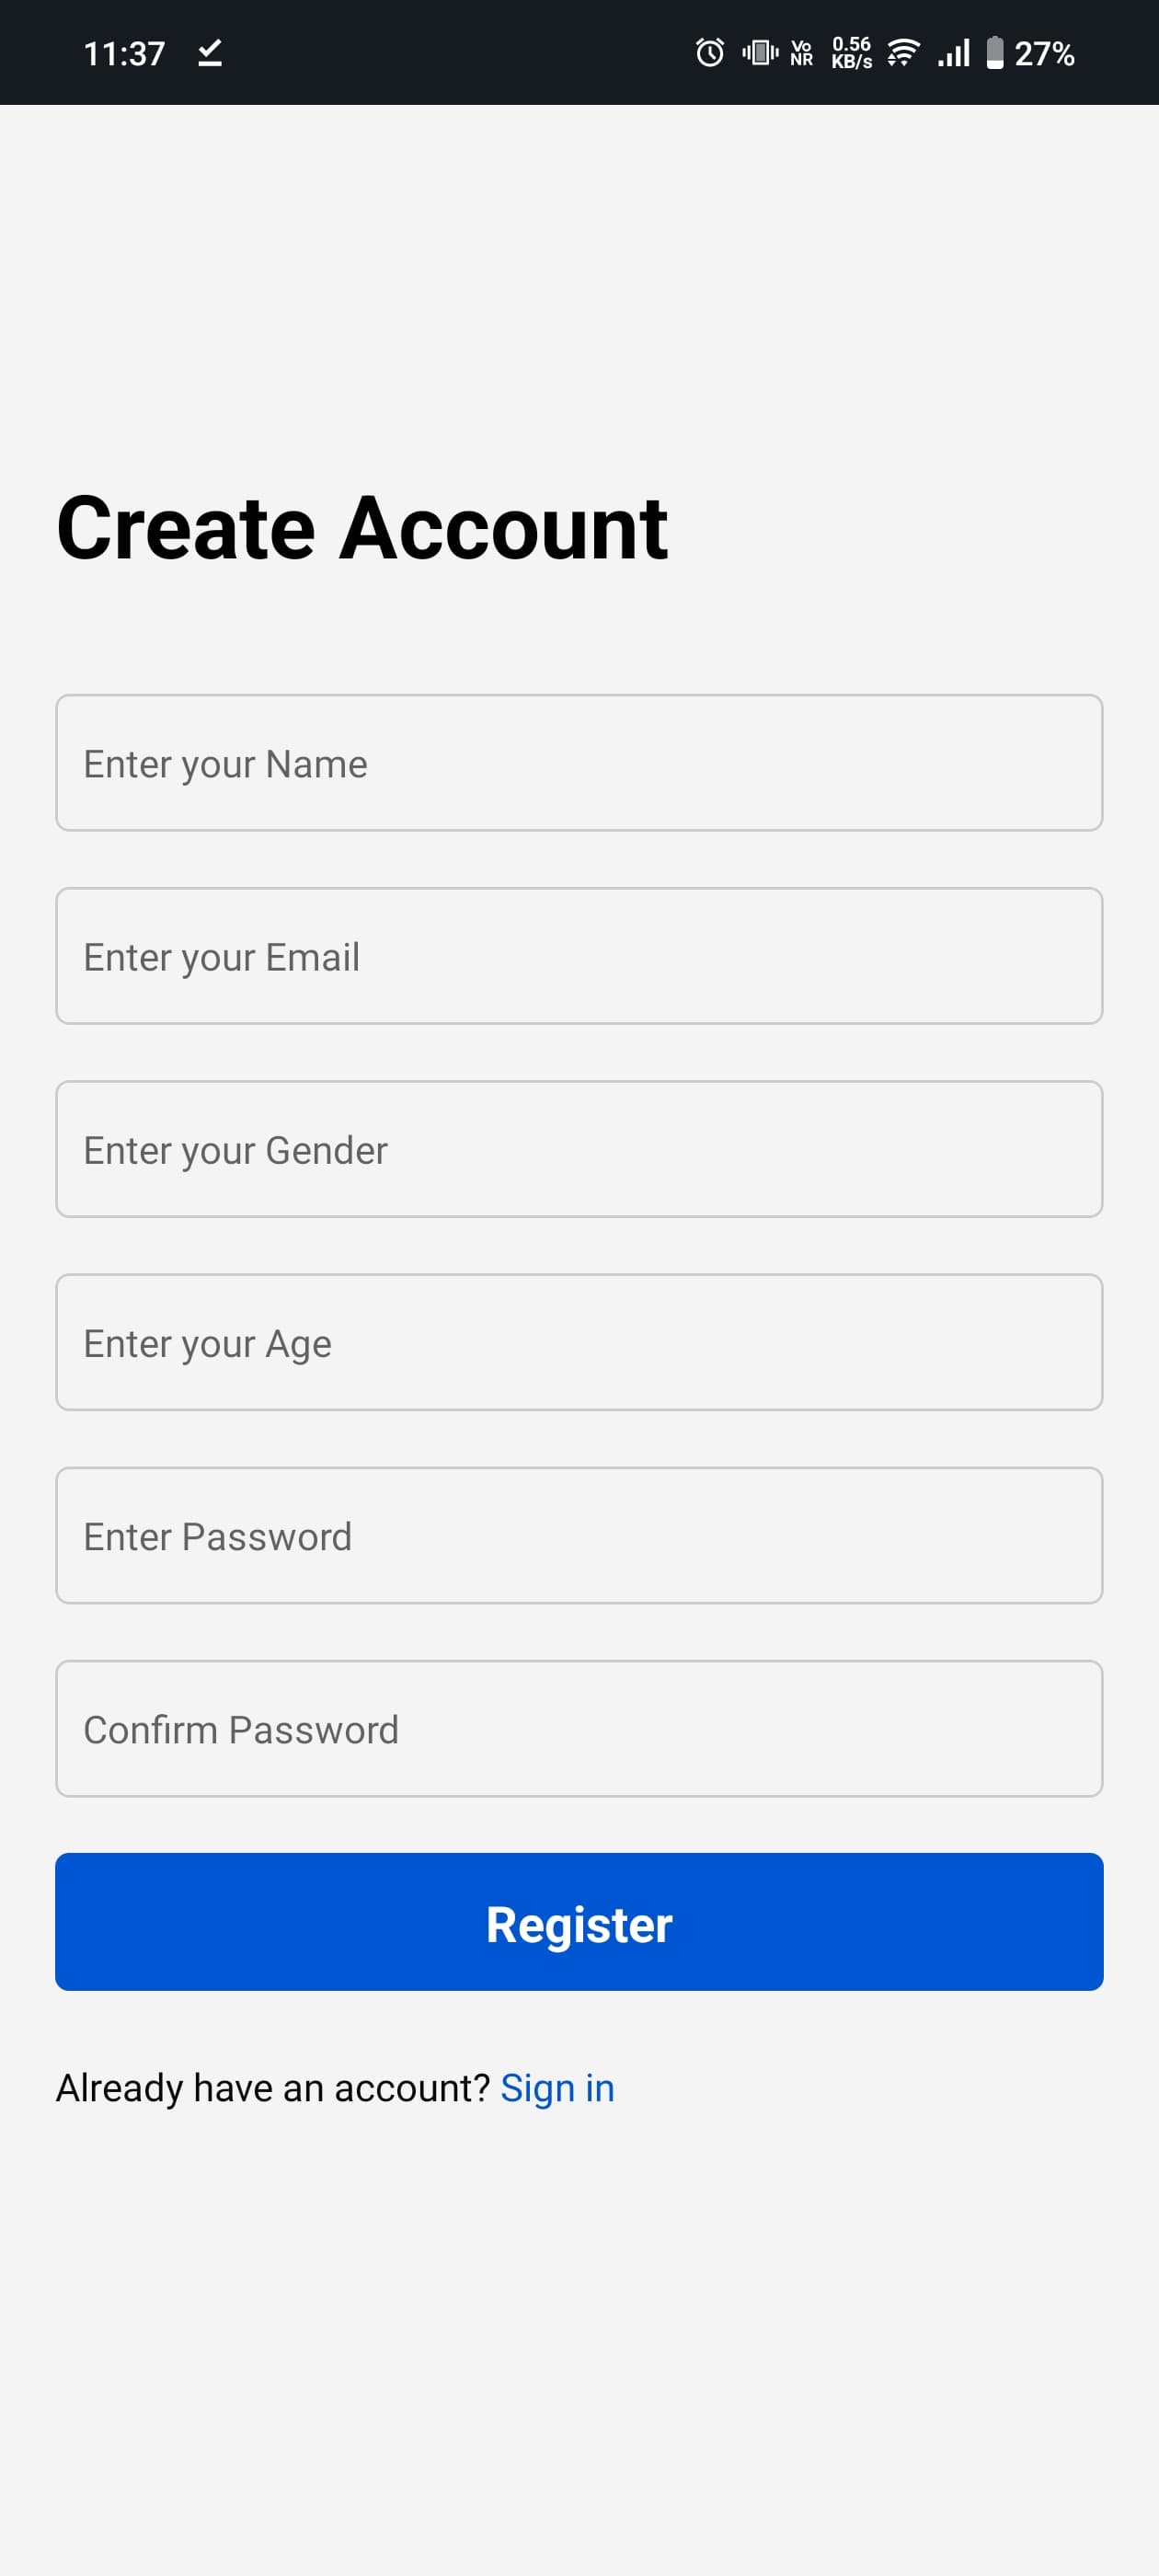 11:37 Vo NR 0.56 KB/s 27%
Create Account
Enter your Name
Enter your Email
Enter your Gender
Enter your Age
Enter Password
Confirm Password
Register
Already have an account? Sign in